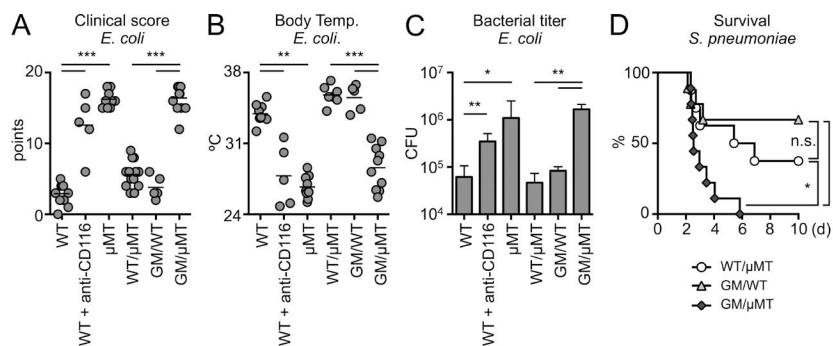 A
Clinical score
E. coli
***
***
20
10
0
points
WT
WT + anti-CD116
µMT
WT/µMT
GM/WT
GM/µMT
B
Body Temp.
E. coli.
**
***
38
31
24
ºC
WT
WT + anti-CD116
µMT
WT/µMT
GM/WT
GM/µMT
C
Bacterial titer
E. coli
*
**
**
10⁷
10⁶
10⁵
10⁴
CFU
WT
WT + anti-CD116
µMT
WT/µMT
GM/WT
GM/µMT
D
Survival
S. pneumoniae
100
50
0
%
n.s.
*
0 2 4 6 8 10 (d)
WT/µMT
GM/WT
GM/µMT